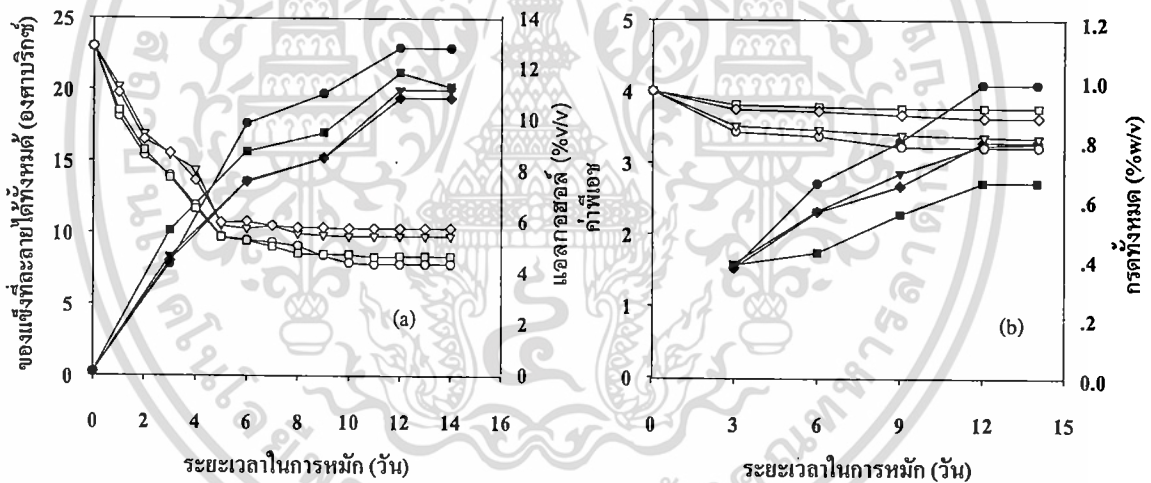 ของแข็งที่ละลายได้ทั้งหมด (องศาบริกซ์)
25
20
15
10
5
0
0 2 4 6 8 10 12 14 16
ระยะเวลาในการหมัก (วัน)
(a)
14
12
10
8
6
4
2
0
แอลกอฮอล์ (%v/v)
ค่าพีเอช
5
4
3
2
1
0
0 3 6 9 12 15
ระยะเวลาในการหมัก (วัน)
(b)
1.2
1.0
.8
.6
.4
.2
0.0
กรดทั้งหมด (%w/v)